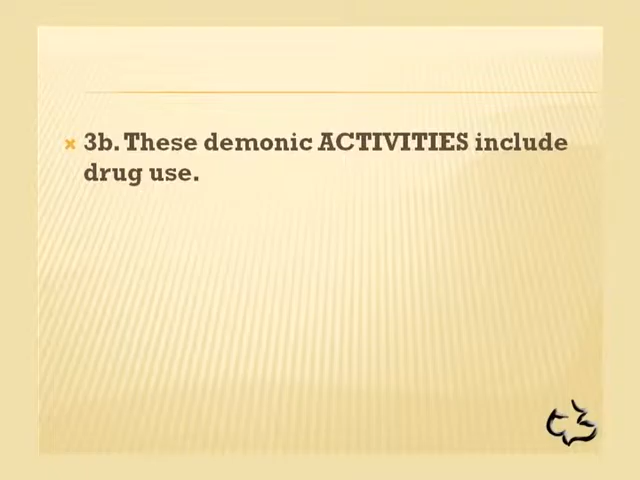 3b. These demonic ACTIVITIES include
drug use.